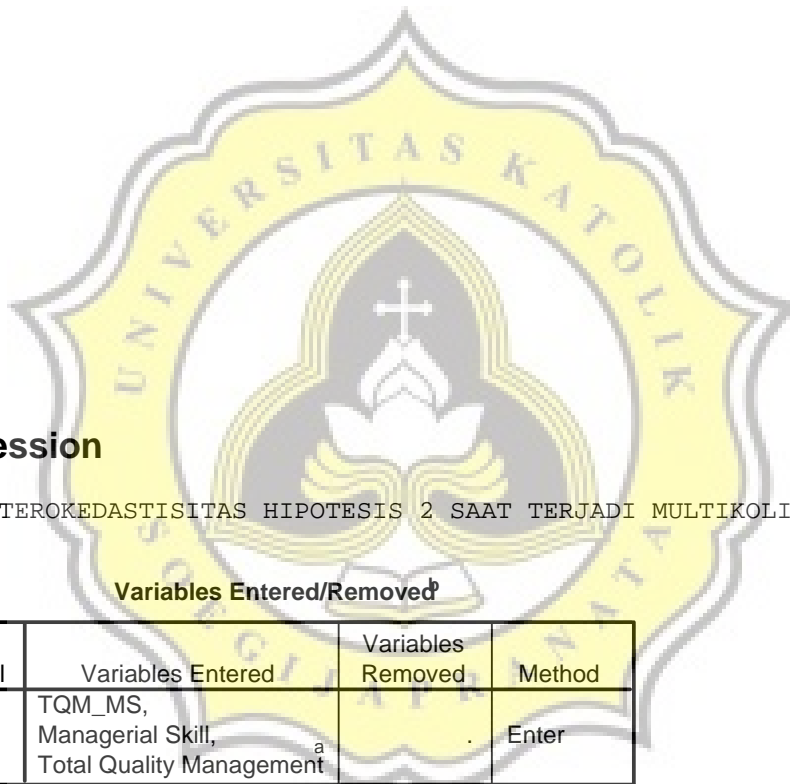 UNIVERSITAS KATOLIK
SOEGIJAPRANATA
ession
TEROKEDASTISITAS HIPOTESIS 2 SAAT TERJADI MULTIKOLI
Variables Entered/Removed b
l Variables Entered Variables Removed Method
TQM_MS,
Managerial Skill, . Enter
Total Quality Management a